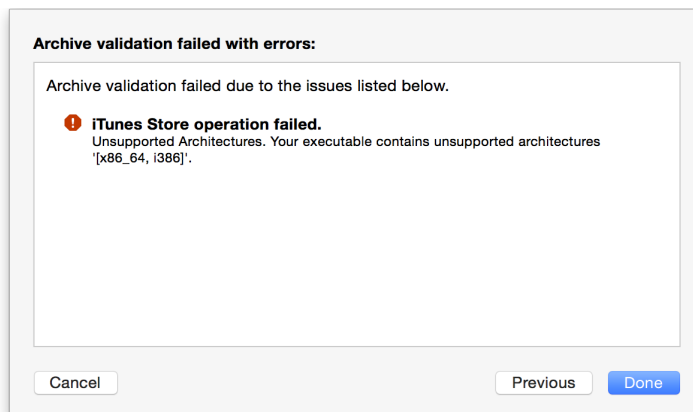 Archive validation failed with errors:
Archive validation failed due to the issues listed below.
iTunes Store operation failed.
Unsupported Architectures. Your executable contains unsupported architectures
'[x86_64, i386]'.
Cancel
Previous
Done